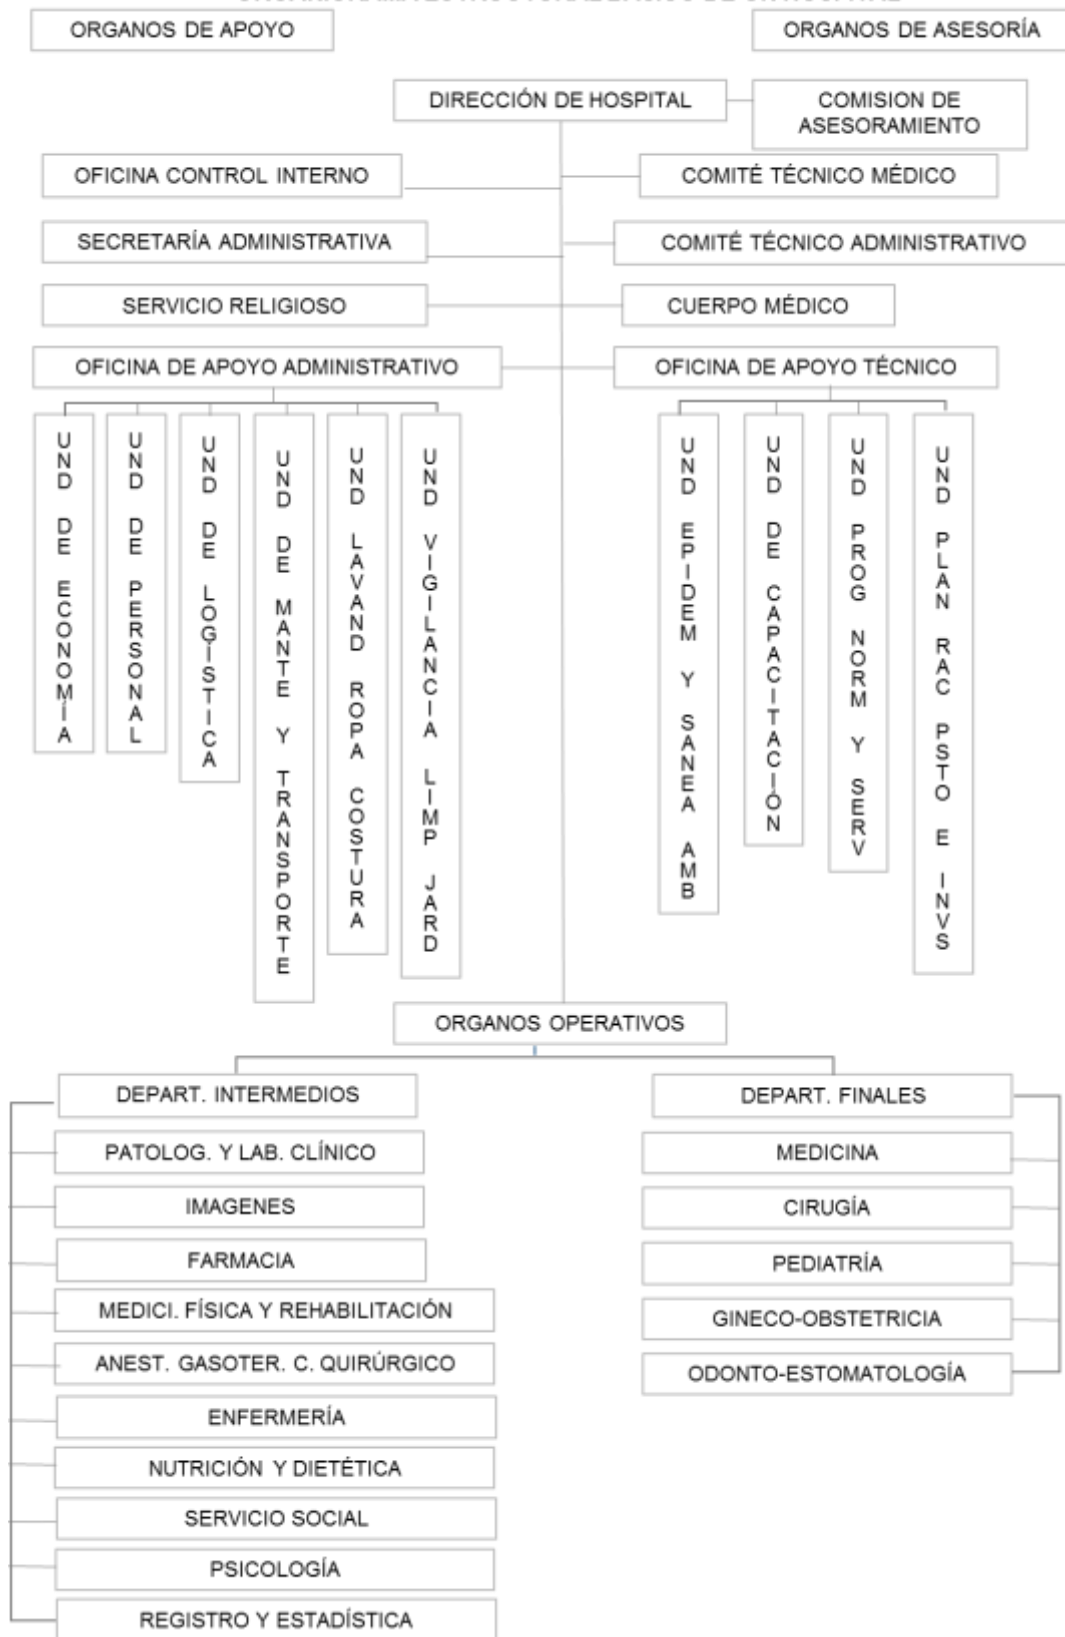 ORGANOS DE APOYO
ORGANOS DE ASESORÍA
DIRECCIÓN DE HOSPITAL
COMISION DE
ASESORAMIENTO
OFICINA CONTROL INTERNO
COMITÉ TÉCNICO MÉDICO
SECRETARÍA ADMINISTRATIVA
COMITÉ TÉCNICO ADMINISTRATIVO
SERVICIO RELIGIOSO
CUERPO MÉDICO
OFICINA DE APOYO ADMINISTRATIVO
OFICINA DE APOYO TÉCNICO
UND DE ECONOMÍA
UND DE PERSONAL
UND DE LOGÍSTICA
UND DE MANTE Y TRANSPORTE
UND LAVAND ROPA COSTURA
UND VIGILANCIA LIMP JARD
UND EPIDEM Y SANEA AMB
UND DE CAPACITACIÓN
UND PROG NORM Y SERV
UND PLAN RAC PSTO E INVS
ORGANOS OPERATIVOS
DEPART. INTERMEDIOS
PATOLOG. Y LAB. CLÍNICO
IMAGENES
FARMACIA
MEDICI. FÍSICA Y REHABILITACIÓN
ANEST. GASOTER. C. QUIRÚRGICO
ENFERMERÍA
NUTRICIÓN Y DIETÉTICA
SERVICIO SOCIAL
PSICOLOGÍA
REGISTRO Y ESTADÍSTICA
DEPART. FINALES
MEDICINA
CIRUGÍA
PEDIATRÍA
GINECO-OBSTETRICIA
ODONTO-ESTOMATOLOGÍA